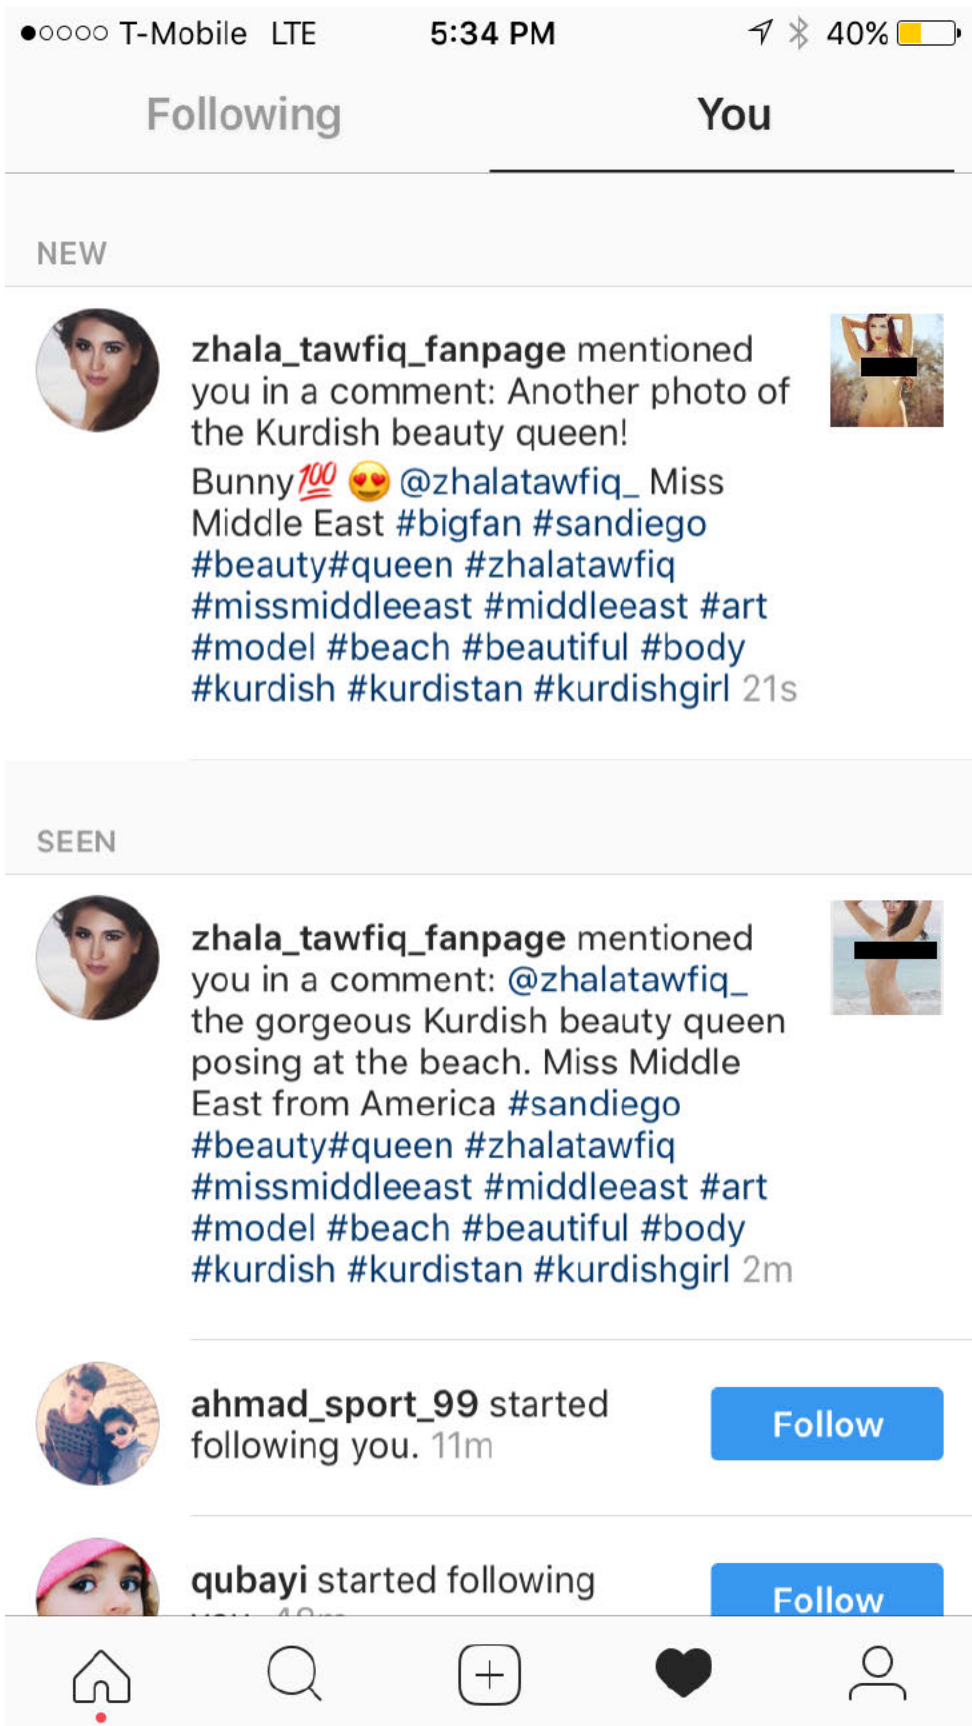 T-Mobile LTE 5:34 PM 40%
Following You
NEW
zhala_tawfiq_fanpage mentioned
you in a comment: Another photo of
the Kurdish beauty queen!
Bunny💯 😍 @zhalatawfiq_ Miss
Middle East #bigfan #sandiego
#beauty#queen #zhalatawfiq
#missmiddleeast #middleeast #art
#model #beach #beautiful #body
#kurdish #kurdistan #kurdishgirl 21s
SEEN
zhala_tawfiq_fanpage mentioned
you in a comment: @zhalatawfiq_
the gorgeous Kurdish beauty queen
posing at the beach. Miss Middle
East from America #sandiego
#beauty#queen #zhalatawfiq
#missmiddleeast #middleeast #art
#model #beach #beautiful #body
#kurdish #kurdistan #kurdishgirl 2m
ahmad_sport_99 started
following you. 11m
Follow
qubayi started following
Follow